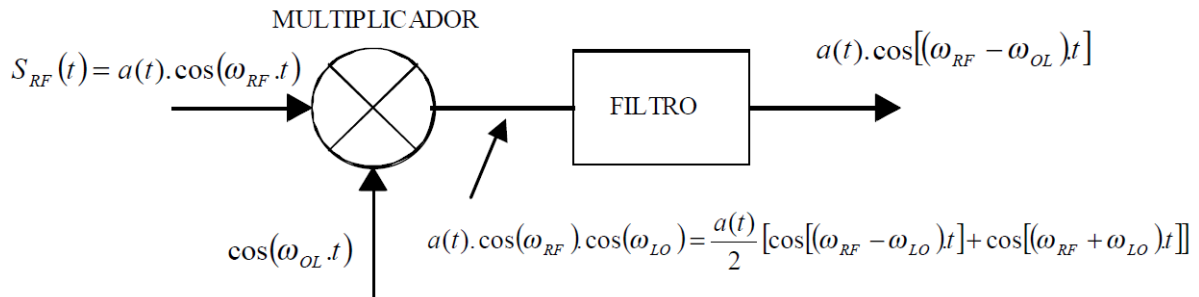 MULTIPLICADOR
S_RF(t) = a(t).cos(ω_RF.t)
a(t).cos[(ω_RF − ω_OL).t]
FILTRO
cos(ω_OL.t)
a(t).cos(ω_RF).cos(ω_LO) = a(t)/2 [cos[(ω_RF − ω_LO).t] + cos[(ω_RF + ω_LO).t]]